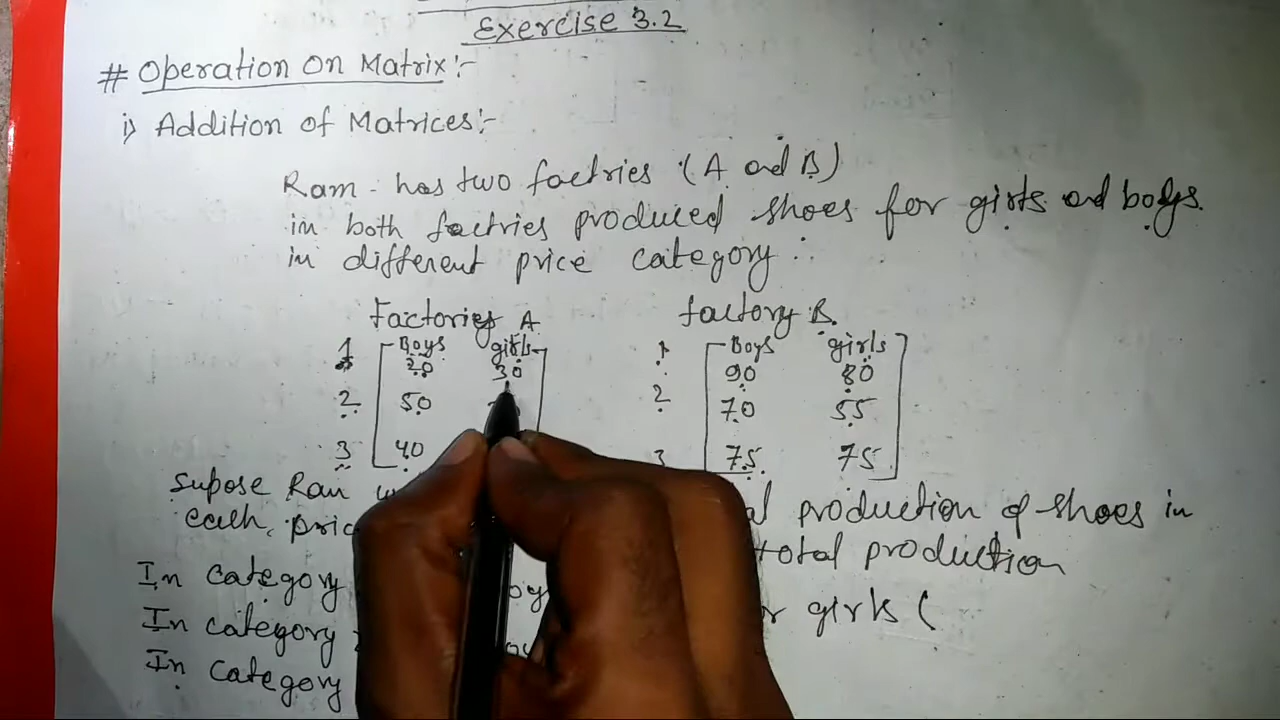 Exercise 3.2
# Operation On Matrix:-
i) Addition of Matrices:-
Ram has two factries (A and B)
in both factries produced shoes for girls and boys.
in different price category
Factories A factory B.
Boys girls Boys girls
1 30 1 90 80
2 50 2 70 55
3 40 3 75 75
Supose Ram production of shoes in
each total production
In category girls (
In category
In category